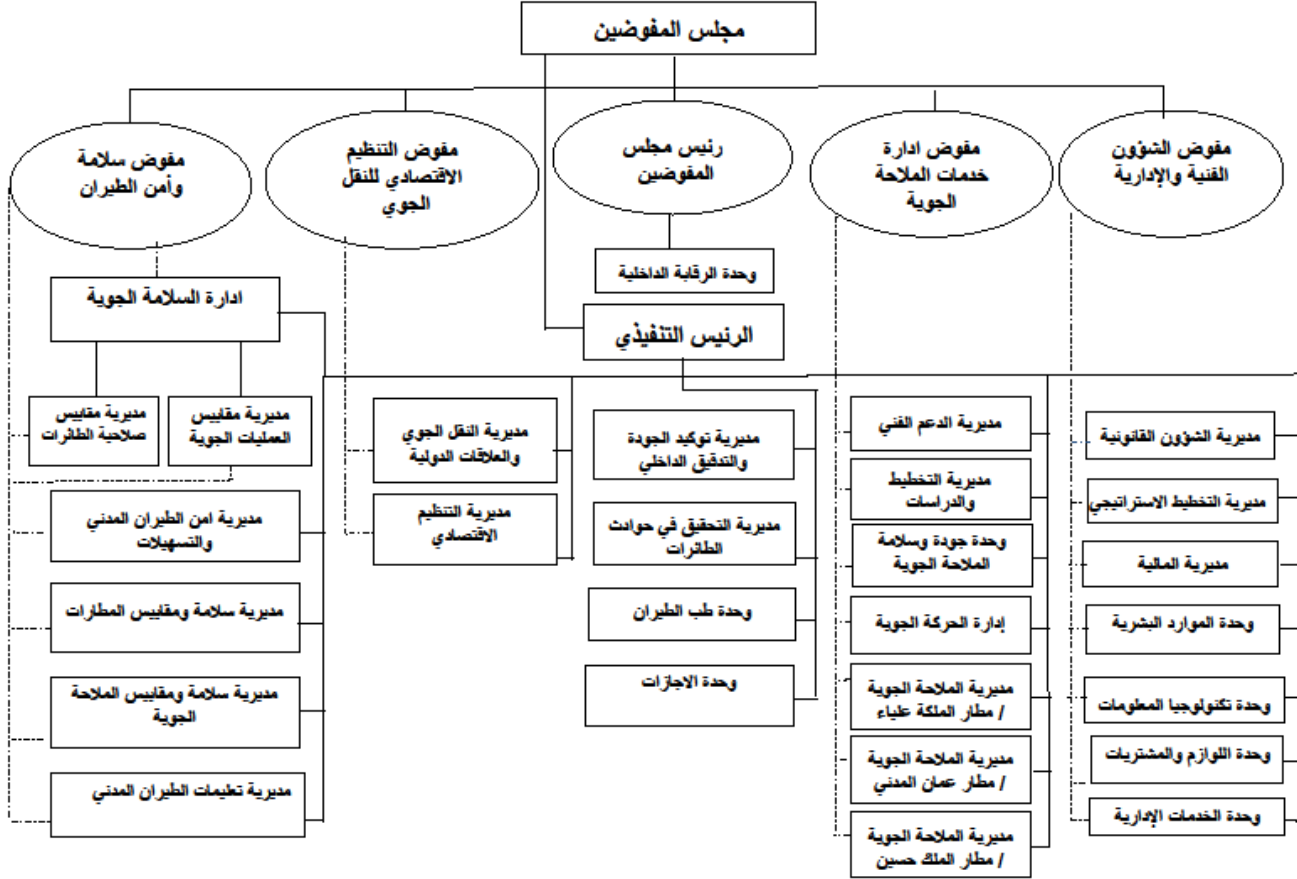 مجلس المفوضين
مفوض الشؤون
الفنية والإدارية
مفوض ادارة
خدمات الملاحة
الجوية
رئيس مجلس
المفوضين
مفوض التنظيم
الاقتصادي للنقل
الجوي
مفوض سلامة
وأمن الطيران
وحدة الرقابة الداخلية
الرئيس التنفيذي
ادارة السلامة الجوية
مديرية الشؤون القانونية
مديرية التخطيط الاستراتيجي
مديرية المالية
وحدة الموارد البشرية
وحدة تكنولوجيا المعلومات
وحدة اللوازم والمشتريات
وحدة الخدمات الإدارية
مديرية الدعم الفني
مديرية التخطيط
والدراسات
وحدة جودة وسلامة
الملاحة الجوية
إدارة الحركة الجوية
مديرية الملاحة الجوية
/ مطار الملكة علياء
مديرية الملاحة الجوية
/ مطار عمان المدني
مديرية الملاحة الجوية
/ مطار الملك حسين
مديرية توكيد الجودة
والتدقيق الداخلي
مديرية التحقيق في حوادث
الطائرات
وحدة طب الطيران
وحدة الاجازات
مديرية النقل الجوي
والعلاقات الدولية
مديرية التنظيم
الاقتصادي
مديرية مقاييس
العمليات الجوية
مديرية مقاييس
صلاحية الطائرات
مديرية امن الطيران المدني
والتسهيلات
مديرية سلامة ومقاييس المطارات
مديرية سلامة ومقاييس الملاحة
الجوية
مديرية تعليمات الطيران المدني